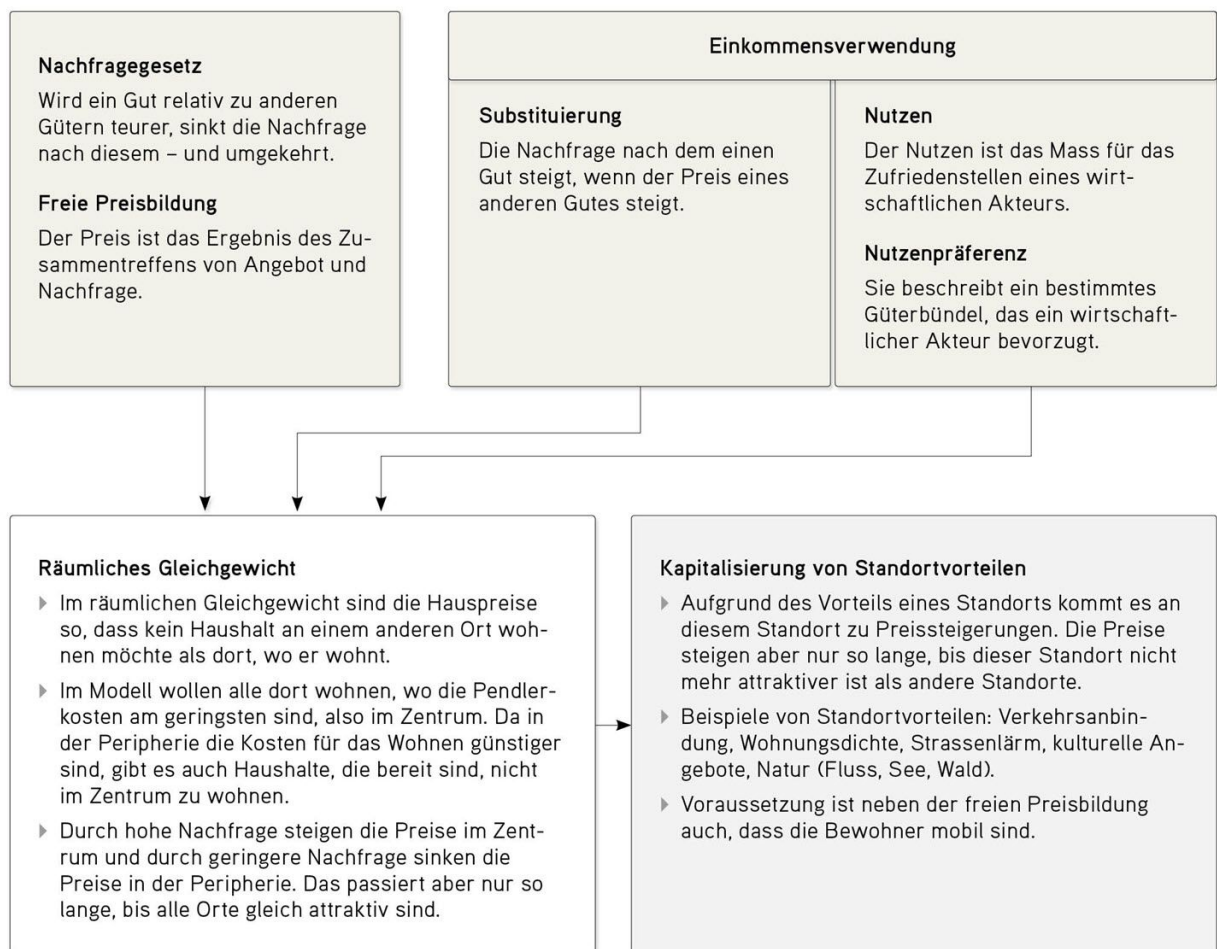 Nachfragegesetz
Wird ein Gut relativ zu anderen
Gütern teurer, sinkt die Nachfrage
nach diesem – und umgekehrt.
Freie Preisbildung
Der Preis ist das Ergebnis des Zu-
sammentreffens von Angebot und
Nachfrage.
Einkommensverwendung
Substituierung
Die Nachfrage nach dem einen
Gut steigt, wenn der Preis eines
anderen Gutes steigt.
Nutzen
Der Nutzen ist das Mass für das
Zufriedenstellen eines wirt-
schaftlichen Akteurs.
Nutzenpräferenz
Sie beschreibt ein bestimmtes
Güterbündel, das ein wirtschaft-
licher Akteur bevorzugt.
Räumliches Gleichgewicht
Im räumlichen Gleichgewicht sind die Hauspreise
so, dass kein Haushalt an einem anderen Ort woh-
nen möchte als dort, wo er wohnt.
Im Modell wollen alle dort wohnen, wo die Pendler-
kosten am geringsten sind, also im Zentrum. Da in
der Peripherie die Kosten für das Wohnen günstiger
sind, gibt es auch Haushalte, die bereit sind, nicht
im Zentrum zu wohnen.
Durch hohe Nachfrage steigen die Preise im Zent-
rum und durch geringere Nachfrage sinken die
Preise in der Peripherie. Das passiert aber nur so
lange, bis alle Orte gleich attraktiv sind.
Kapitalisierung von Standortvorteilen
Aufgrund des Vorteils eines Standorts kommt es an
diesem Standort zu Preissteigerungen. Die Preise
steigen aber nur so lange, bis dieser Standort nicht
mehr attraktiver ist als andere Standorte.
Beispiele von Standortvorteilen: Verkehrsanbin-
dung, Wohnungsdichte, Strassenlärm, kulturelle An-
gebote, Natur (Fluss, See, Wald).
Voraussetzung ist neben der freien Preisbildung
auch, dass die Bewohner mobil sind.